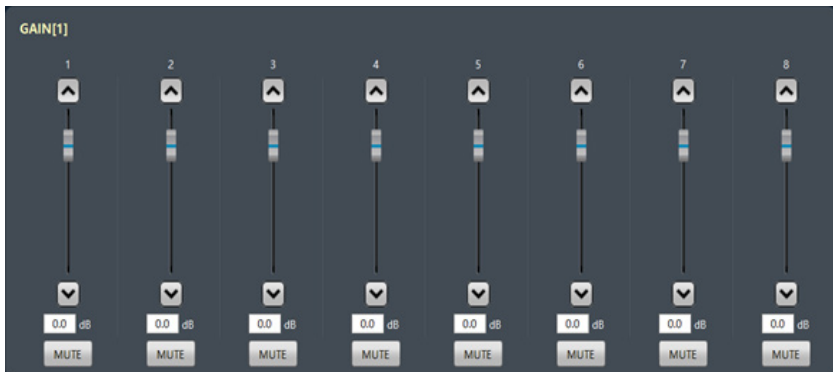 GAIN[1]
1 2 3 4 5 6 7 8
0.0 dB 0.0 dB 0.0 dB 0.0 dB 0.0 dB 0.0 dB 0.0 dB 0.0 dB
MUTE MUTE MUTE MUTE MUTE MUTE MUTE MUTE